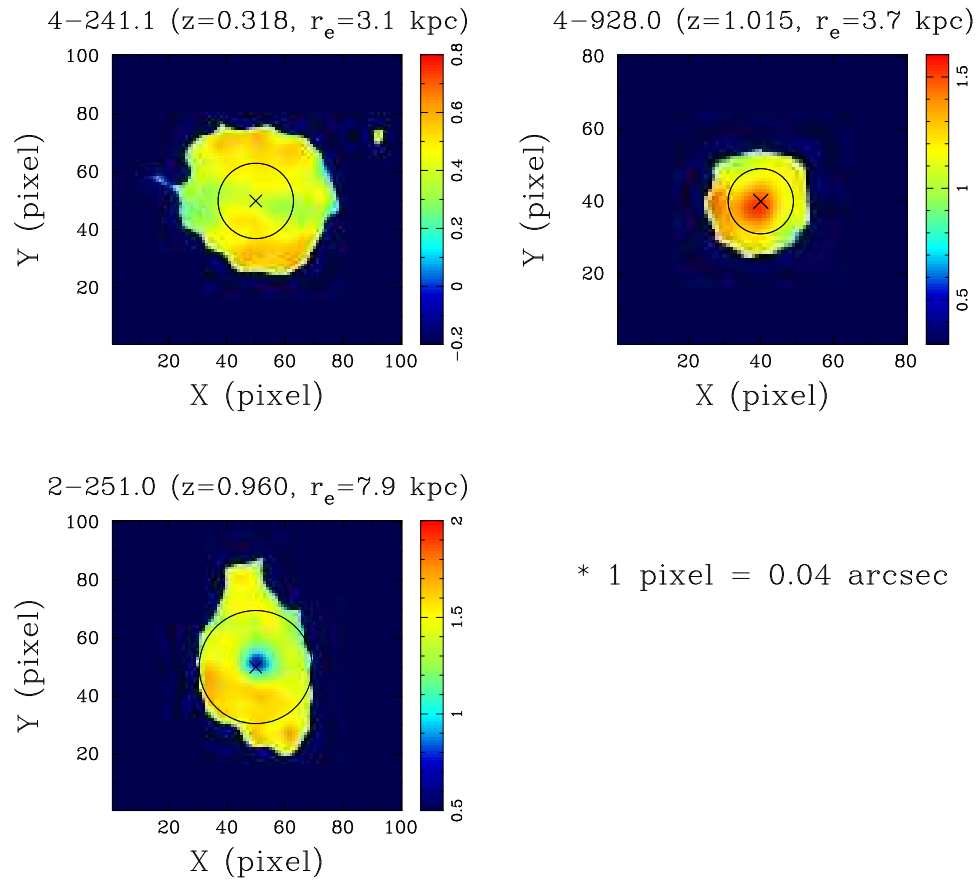 4−241.1 (z=0.318, r_e=3.1 kpc)
100
80
60
40
20
Y (pixel)
20 40 60 80 100
X (pixel)
−0.2 0 0.2 0.4 0.6 0.8
4−928.0 (z=1.015, r_e=3.7 kpc)
80
60
40
20
Y (pixel)
20 40 60 80
X (pixel)
0.5 1 1.5
2−251.0 (z=0.960, r_e=7.9 kpc)
100
80
60
40
20
Y (pixel)
20 40 60 80 100
X (pixel)
0.5 1 1.5 2
* 1 pixel = 0.04 arcsec